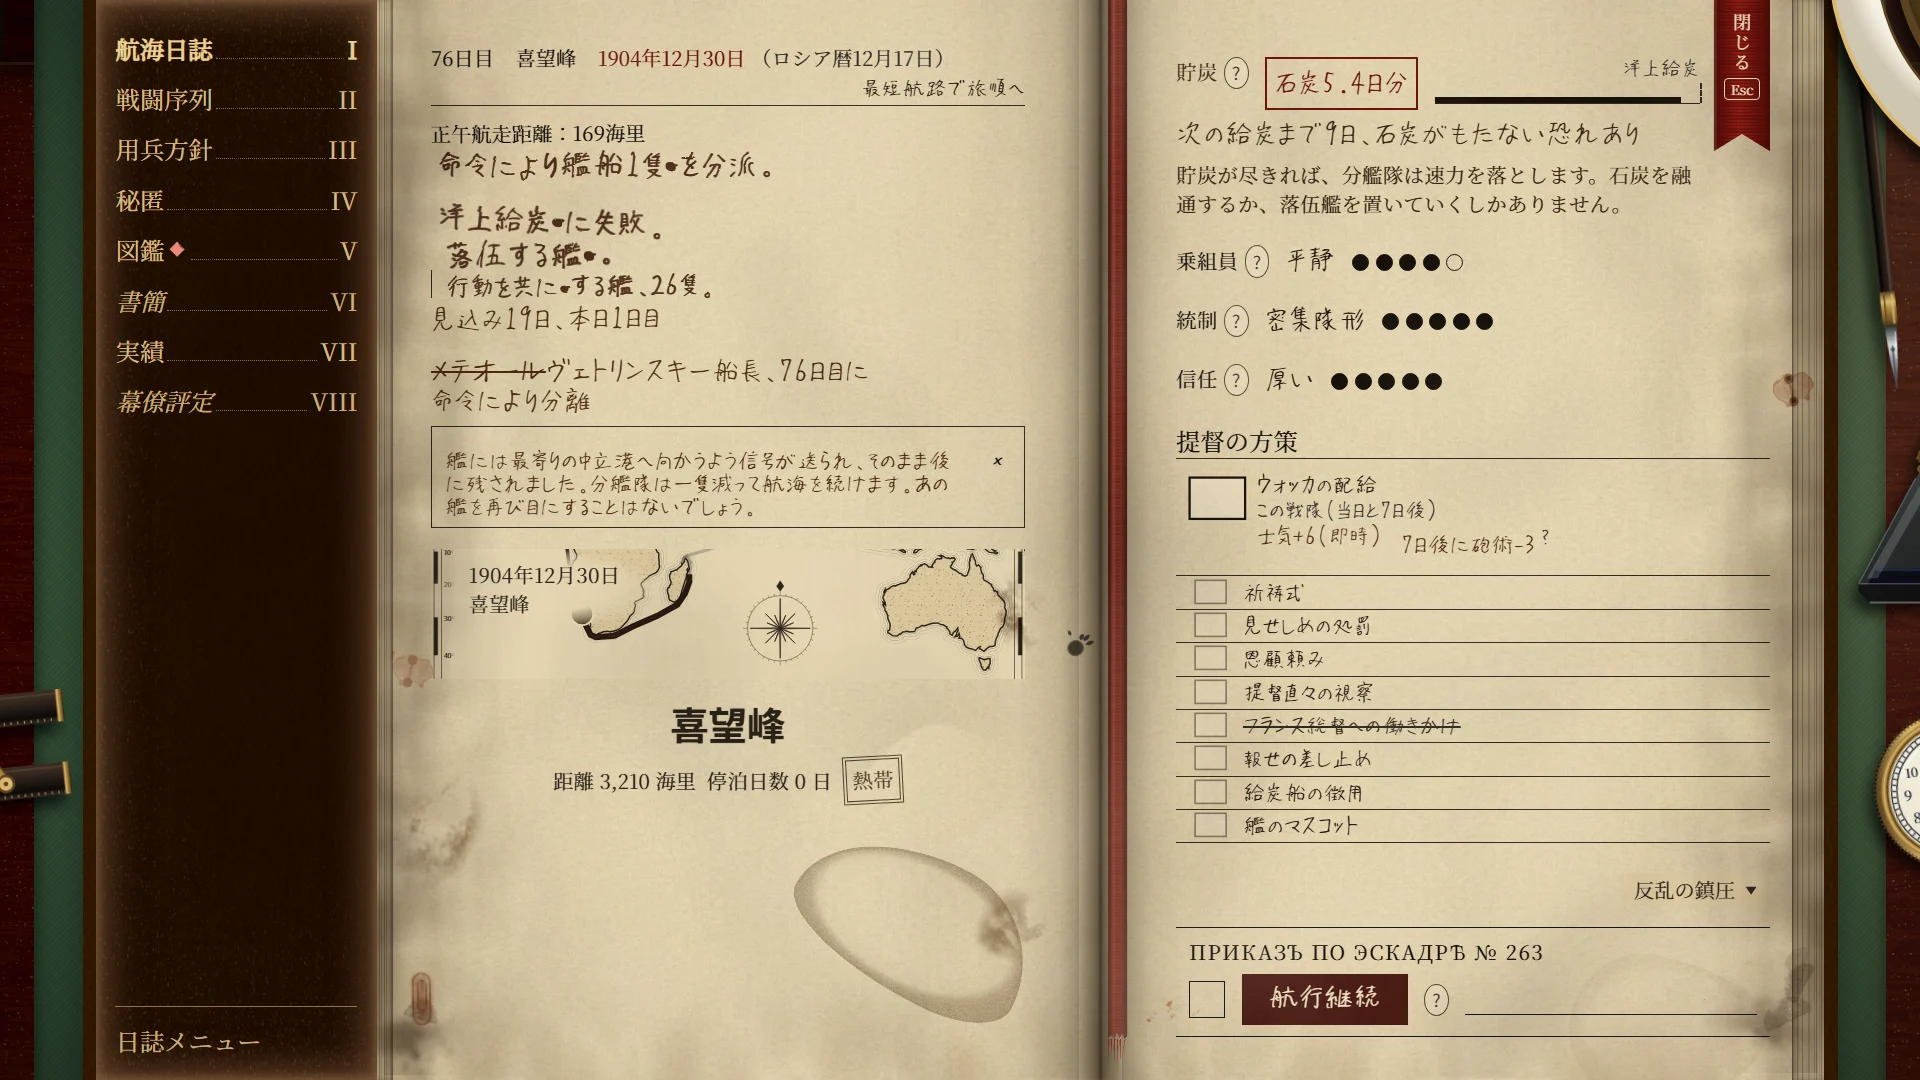 航海日誌 I
戦闘序列 II
用兵方針 III
秘匿 IV
図鑑 V
書簡 VI
実績 VII
幕僚評定 VIII
日誌メニュー
76日目 喜望峰 1904年12月30日 （ロシア暦12月17日）
最短航路で旅順へ
正午航走距離：169海里
命令により艦船1隻を分派。
洋上給炭に失敗。
落伍する艦。
行動を共にする艦、26隻。
見込み19日、本日1日目
メテオールヴェトリンスキー船長、76日目に
命令により分離
艦には最寄りの中立港へ向かうよう信号が送られ、そのまま後
に残されました。分艦隊は一隻減って航海を続けます。あの
艦を再び目にすることはないでしょう。
x
10
20
30
40
1904年12月30日
喜望峰
喜望峰
距離 3,210 海里 停泊日数 0 日 熱帯
閉じる
Esc
貯炭 ? 石炭5.4日分
洋上給炭
次の給炭まで9日、石炭がもたない恐れあり
貯炭が尽きれば、分艦隊は速力を落とします。石炭を融
通するか、落伍艦を置いていくしかありません。
乗組員 ? 平静
統制 ? 密集隊形
信任 ? 厚い
提督の方策
ウォッカの配給
この戦隊(当日と7日後)
士気+6(即時) 7日後に砲術-3?
祈祷式
見せしめの処罰
恩顧頼み
提督直々の視察
フランス総督への働きかけ
報せの差し止め
給炭船の徴用
艦のマスコット
反乱の鎮圧 ▼
ПРИКАЗЪ ПО ЭСКАДРѢ № 263
航行継続 ?
10
9
8